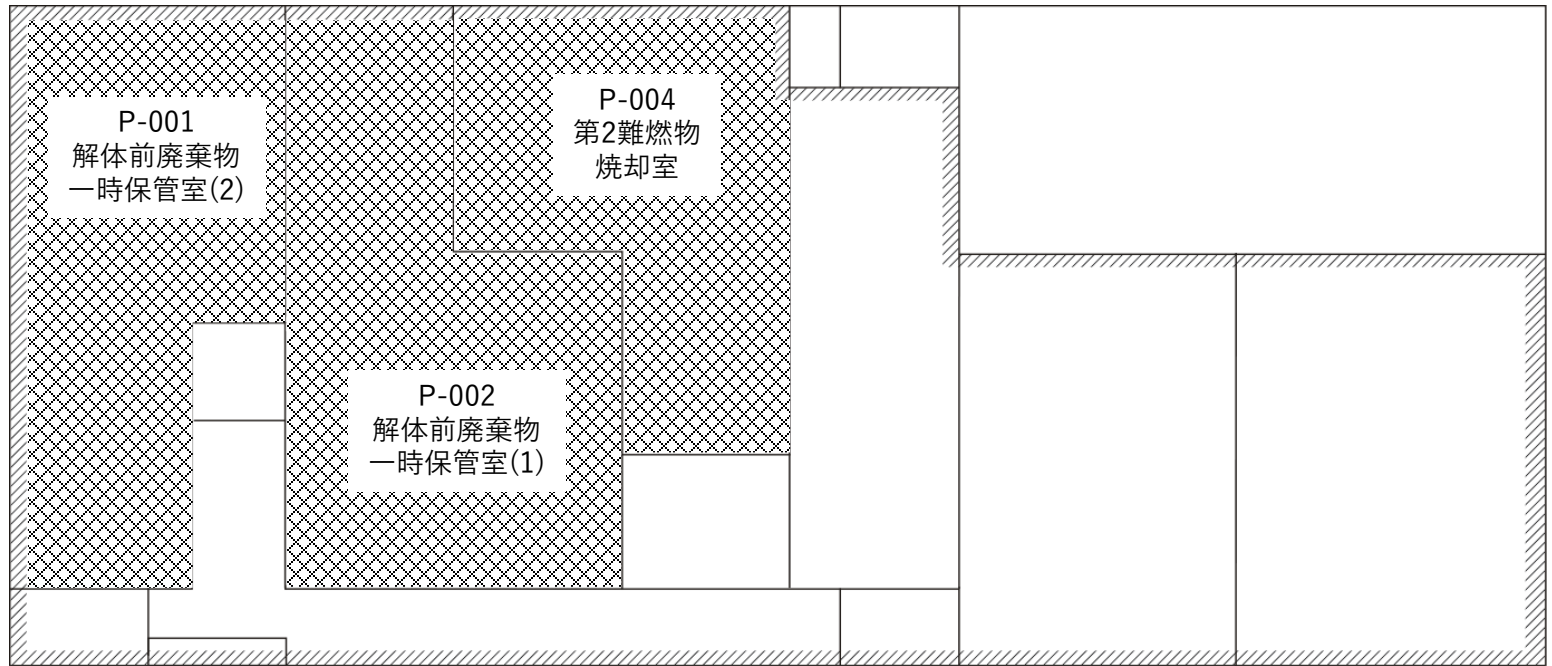 P-001
解体前廃棄物
一時保管室(2)
P-004
第2難燃物
焼却室
P-002
解体前廃棄物
一時保管室(1)